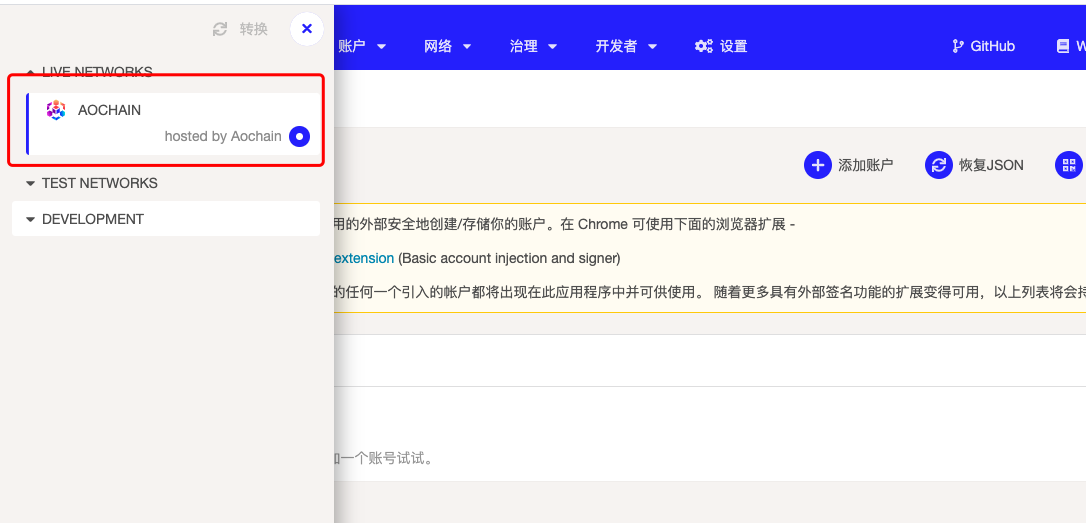 转换
LIVE NETWORKS
AOCHAIN
hosted by Aochain
TEST NETWORKS
DEVELOPMENT
账户
网络
治理
开发者
设置
GitHub
W
添加账户
恢复JSON
用的外部安全地创建/存储你的账户。在 Chrome 可使用下面的浏览器扩展 -
extension (Basic account injection and signer)
的任何一个引入的帐户都将出现在此应用程序中并可供使用。 随着更多具有外部签名功能的扩展变得可用，以上列表将会
一个账号试试。